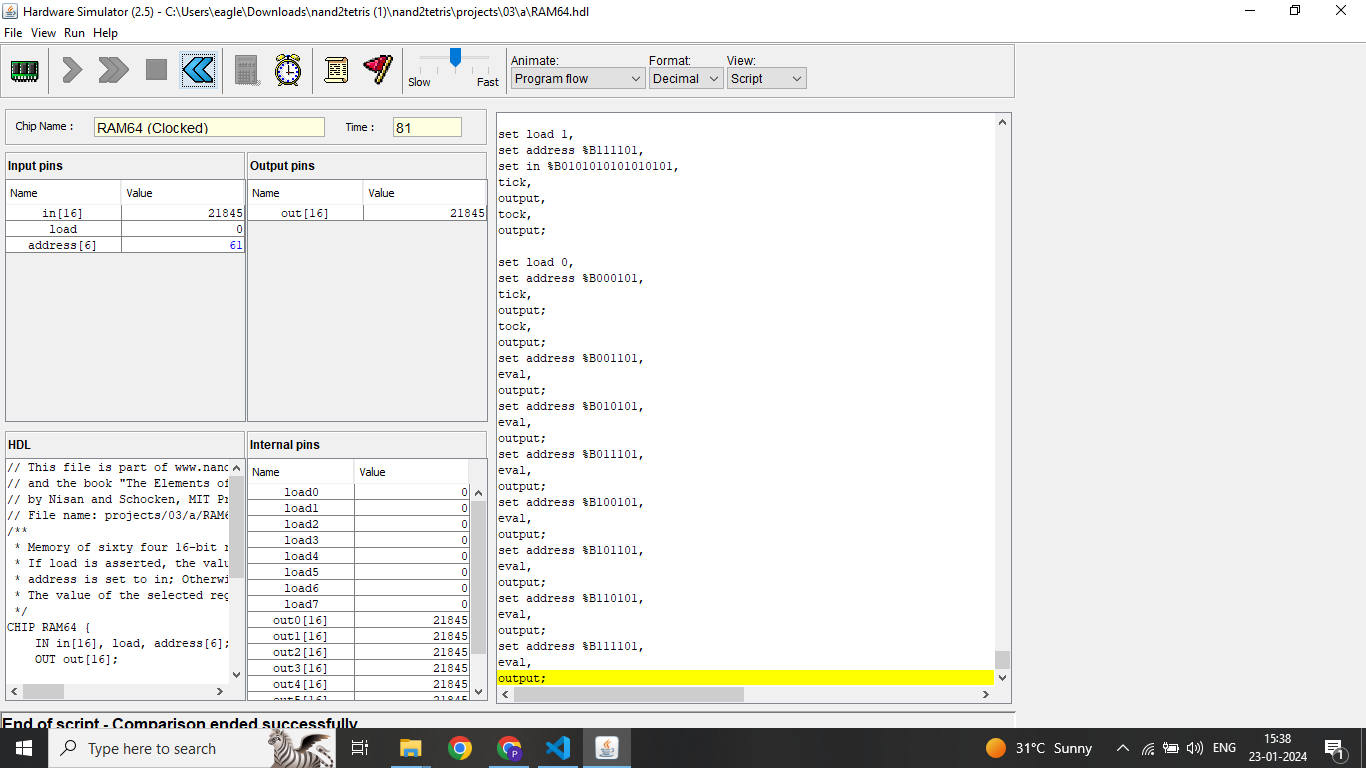 Hardware Simulator (2.5) - C:\Users\eagle\Downloads\nand2tetris (1)\nand2tetris\projects\03\a\RAM64.hdl
File View Run Help
Slow Fast
Animate: Format: View:
Program flow Decimal Script
Chip Name : RAM64 (Clocked) Time : 81
Input pins
Name Value
in[16] 21845
load 0
address[6] 61
Output pins
Name Value
out[16] 21845
HDL
// This file is part of www.nand
// and the book "The Elements of
// by Nisan and Schocken, MIT Pr
// File name: projects/03/a/RAM6
/**
* Memory of sixty four 16-bit r
* If load is asserted, the valu
* address is set to in; Otherwi
* The value of the selected reg
*/
CHIP RAM64 {
IN in[16], load, address[6];
OUT out[16];
Internal pins
Name Value
load0 0
load1 0
load2 0
load3 0
load4 0
load5 0
load6 0
load7 0
out0[16] 21845
out1[16] 21845
out2[16] 21845
out3[16] 21845
out4[16] 21845
out5[16] 21845
set load 1,
set address %B111101,
set in %B0101010101010101,
tick,
output,
tock,
output;
set load 0,
set address %B000101,
tick,
output;
tock,
output;
set address %B001101,
eval,
output;
set address %B010101,
eval,
output;
set address %B011101,
eval,
output;
set address %B100101,
eval,
output;
set address %B101101,
eval,
output;
set address %B110101,
eval,
output;
set address %B111101,
eval,
output;
End of script - Comparison ended successfully
Type here to search
31°C Sunny
ENG
15:38
23-01-2024
1